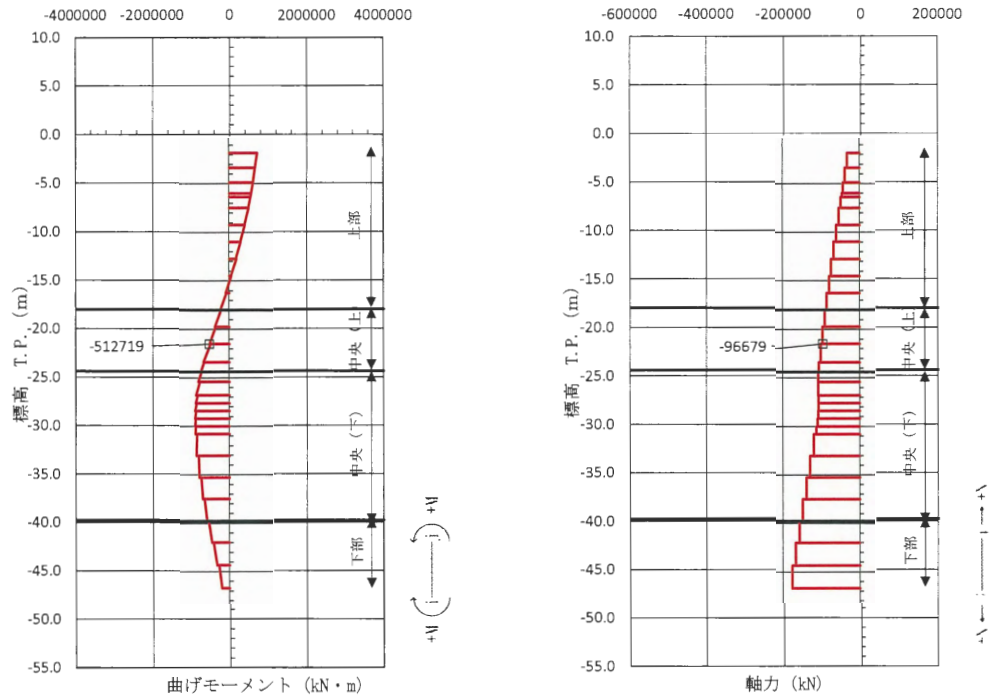 -4000000 -2000000 0 2000000 4000000
10.0
5.0
0.0
-5.0
-10.0
-15.0
-20.0
-25.0
-30.0
-35.0
-40.0
-45.0
-50.0
-55.0
標高 T.P. (m)
-512719
上部
中央 (上)
中央 (下)
下部
曲げモーメント (kN・m)
+M
i
j
+M
-600000 -400000 -200000 0 200000
10.0
5.0
0.0
-5.0
-10.0
-15.0
-20.0
-25.0
-30.0
-35.0
-40.0
-45.0
-50.0
-55.0
標高 T.P. (m)
-96679
上部
中央 (上)
中央 (下)
下部
軸力 (kN)
+N
i
j
+N